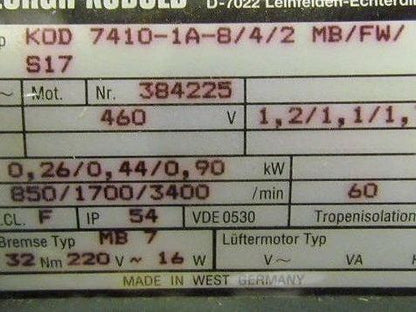 KOBOLD D-7022 Leinfelden-Echterdi
p KOD 7410-1A-8/4/2 MB/FW/
S17
~ Mot. Nr. 384225
460 V 1,2/1,1/1,
0,26/0,44/0,90 kW
850/1700/3400 /min 60
.CL. F IP 54 VDE 0530 Tropenisolation
Bremse Typ MB 7 Lüftermotor Typ
32 Nm 220 V ~ 16 W V~ VA
MADE IN WEST GERMANY